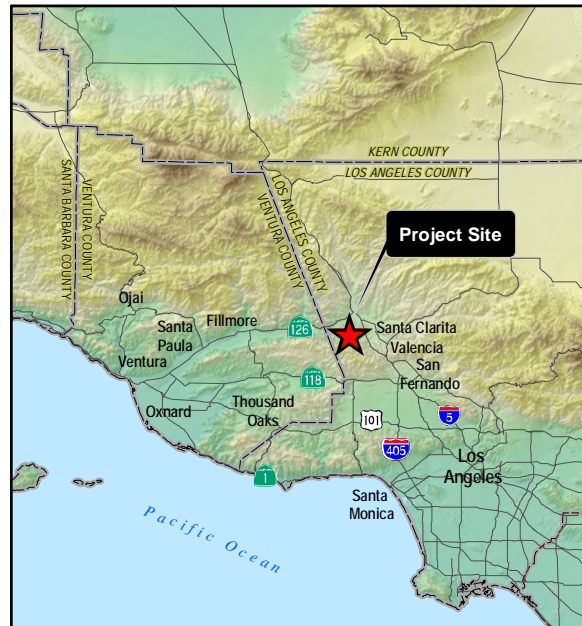 KERN COUNTY
LOS ANGELES COUNTY
SANTA BARBARA COUNTY
VENTURA COUNTY
LOS ANGELES COUNTY
VENTURA COUNTY
Project Site
Ojai
Santa
Paula
Fillmore
126
Santa Clarita
Valencia
San
Fernando
Ventura
118
Oxnard
Thousand
Oaks
101
5
405
Los
Angeles
1
Santa
Monica
Pacific Ocean